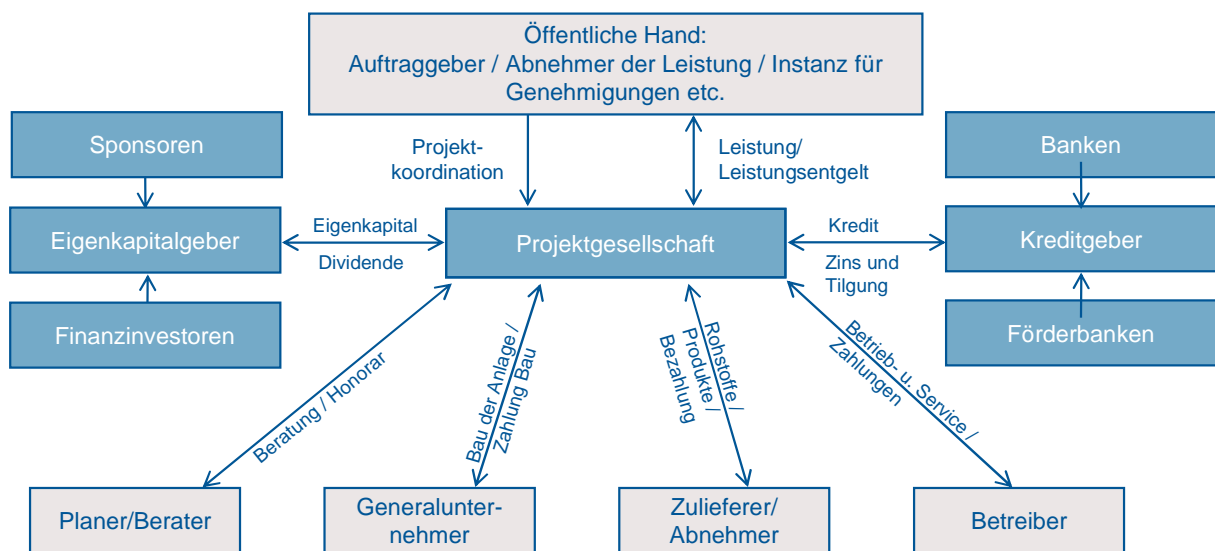 Öffentliche Hand:
Auftraggeber / Abnehmer der Leistung / Instanz für
Genehmigungen etc.
Sponsoren
Projekt-
koordination
Leistung/
Leistungsentgelt
Banken
Eigenkapitalgeber
Eigenkapital
Dividende
Projektgesellschaft
Kredit
Zins und
Tilgung
Kreditgeber
Finanzinvestoren
Förderbanken
Beratung / Honorar
Bau der Anlage /
Zahlung Bau
Rohstoffe /
Produkte /
Bezahlung
Betrieb- u. Service /
Zahlungen
Planer/Berater
Generalunter-
nehmer
Zulieferer/
Abnehmer
Betreiber